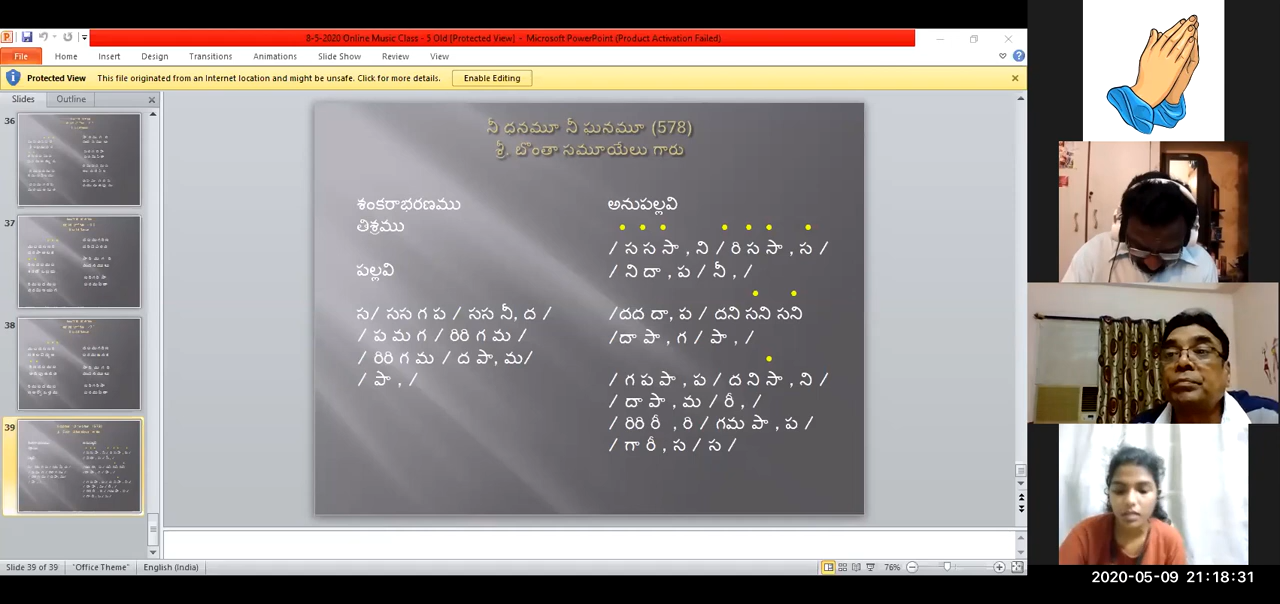 8-5-2020 Online Music Class - 5 Old [Protected View] - Microsoft PowerPoint (Product Activation Failed)
File Home Insert Design Transitions Animations Slide Show Review View
Protected View This file originated from an Internet location and might be unsafe. Click for more details. Enable Editing
Slides Outline
36
37
38
39
నీ ధనమూ నీ ఘనమూ (578)
శ్రీ. బొంతా సమూయేలు గారు
శంకరాభరణము
తిశ్రము
పల్లవి
స/ సస గ ప / సస నీ, ద /
/ ప మ గ / రిరి గ మ /
/ రిరి గ మ / ద పా, మ/
/ పా , /
అనుపల్లవి
/ స స సా , ని / రి స సా , స /
/ ని దా , ప / నీ , /
/దద దా, ప / దని సని సని
/దా పా , గ / పా , /
/ గ ప పా , ప / ద ని సా , ని /
/ దా పా , మ / రీ , /
/ రిరి రీ , రి / గమ పా , ప /
/ గా రీ , స / స /
Slide 39 of 39 "Office Theme" English (India) 76%
2020-05-09 21:18:31